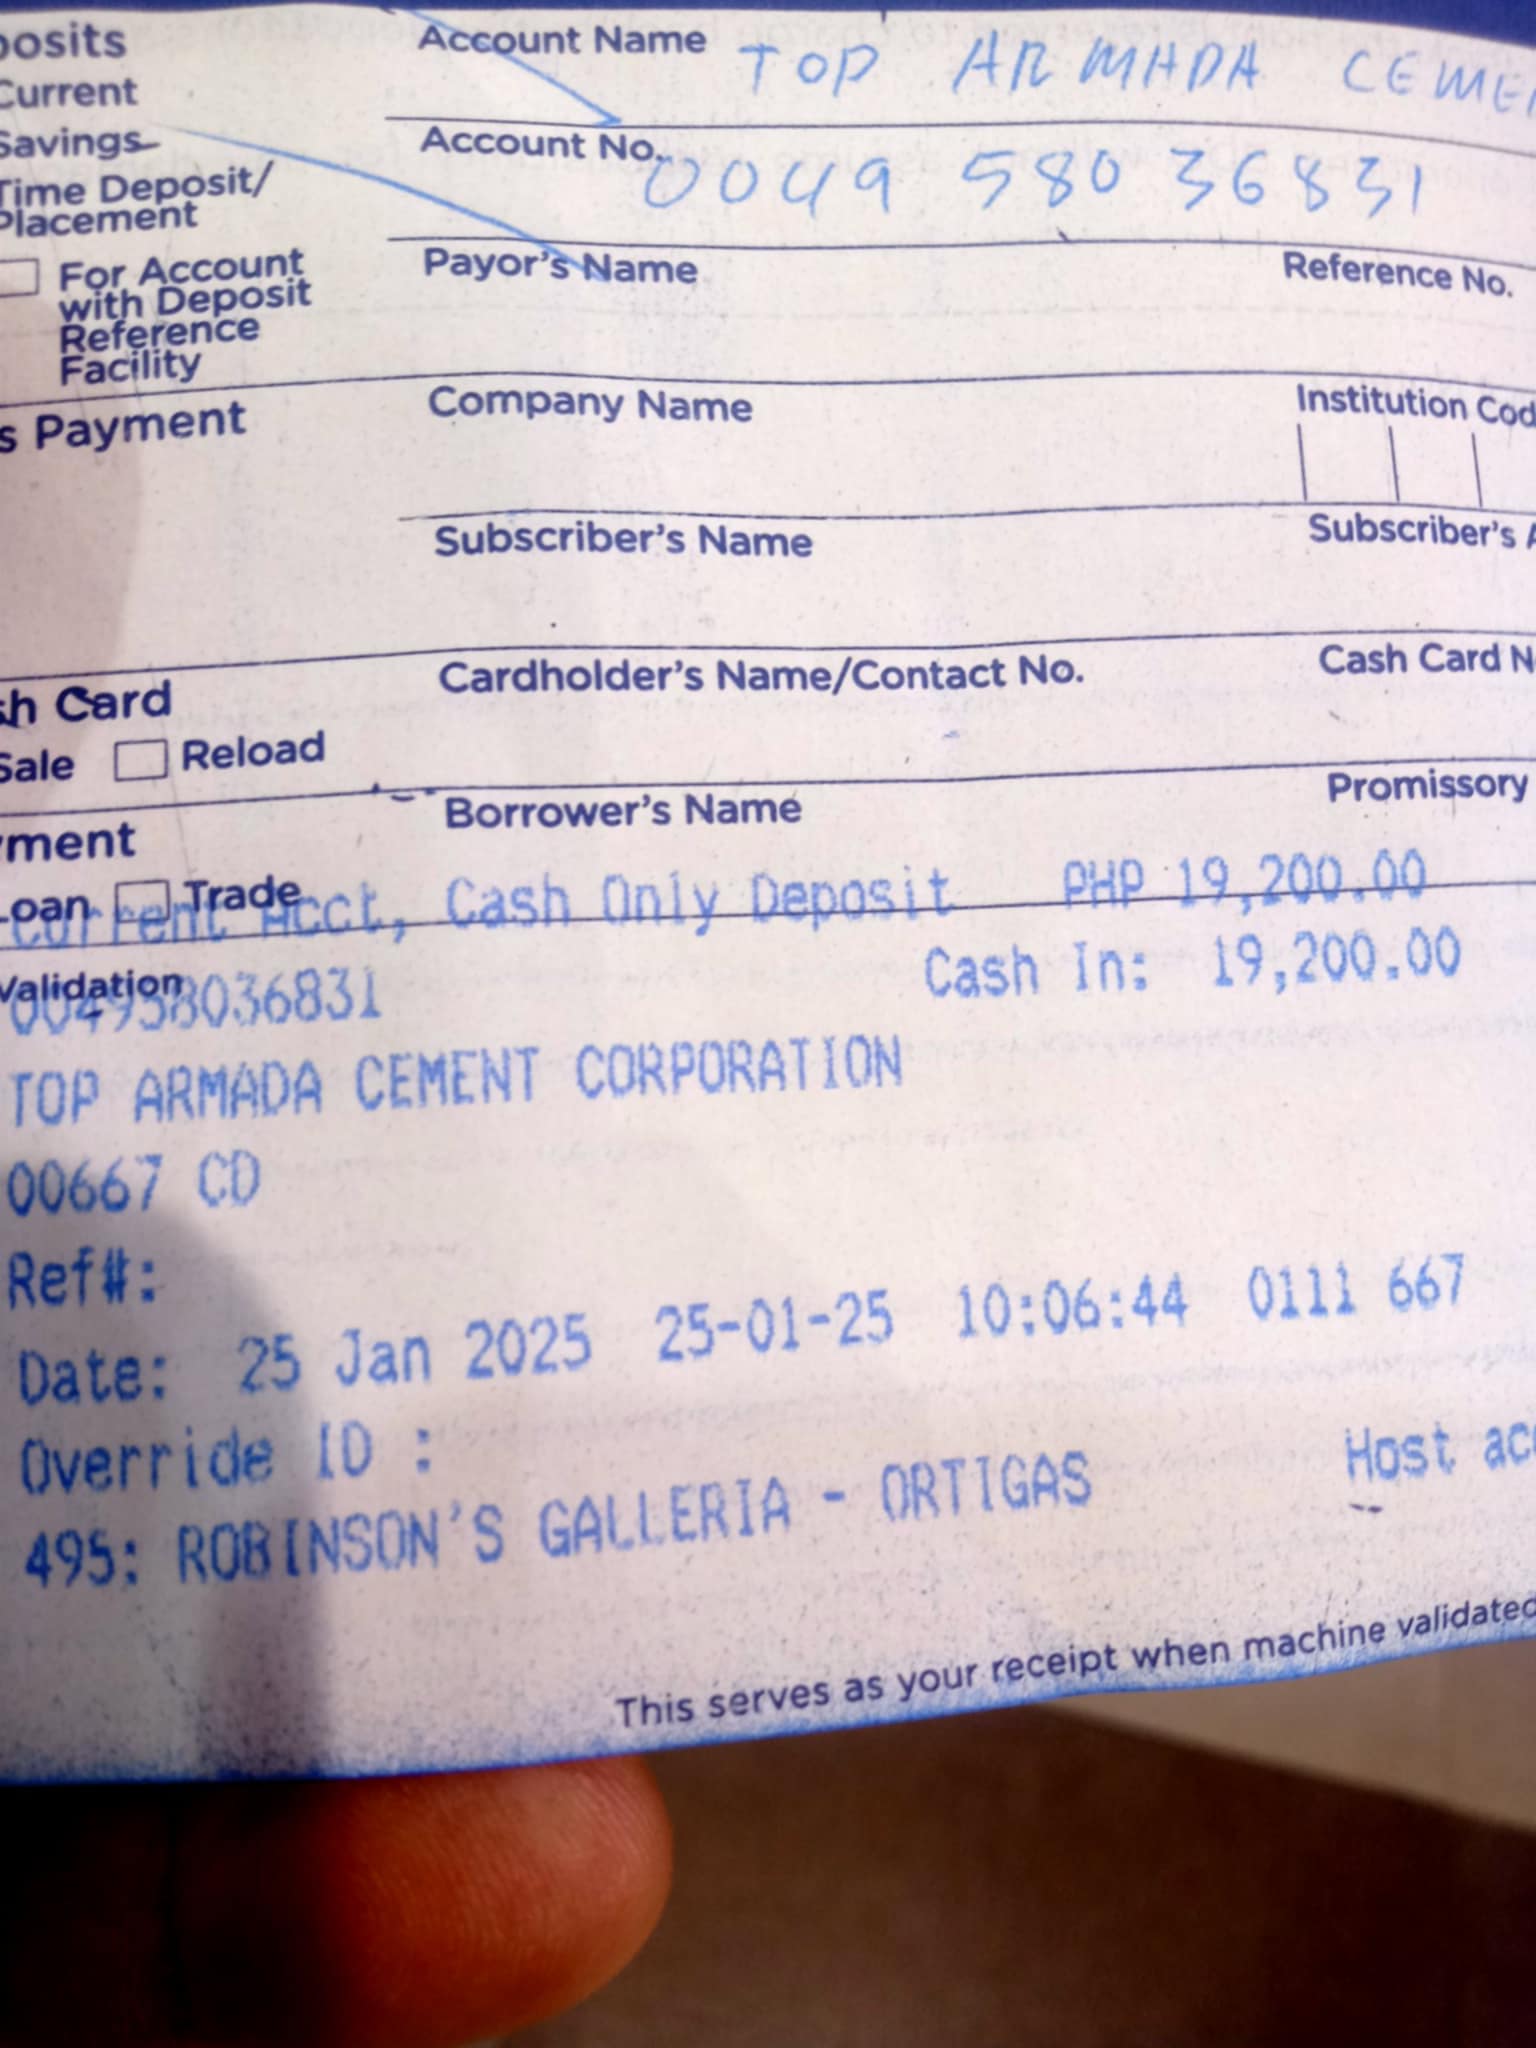 posits
Account Name TOP ARMADA CEME
Current
Savings
Account No. 0049 580 36831
Time Deposit/
Placement
For Account
with Deposit
Reference
Facility
Payor's Name
Reference No.
s Payment
Company Name
Institution Cod
Subscriber's Name
Subscriber's A
sh Card
Cardholder's Name/Contact No.
Cash Card N
Sale Reload
yment
Borrower's Name
Promissory
Loan Trade
Current Acct, Cash Only Deposit PHP 19,200.00
Validation
004958036831 Cash In: 19,200.00
TOP ARMADA CEMENT CORPORATION
00667 CD
Ref#:
Date: 25 Jan 2025 25-01-25 10:06:44 0111 667
Override ID :
495: ROBINSON'S GALLERIA - ORTIGAS
Host acc
This serves as your receipt when machine validated